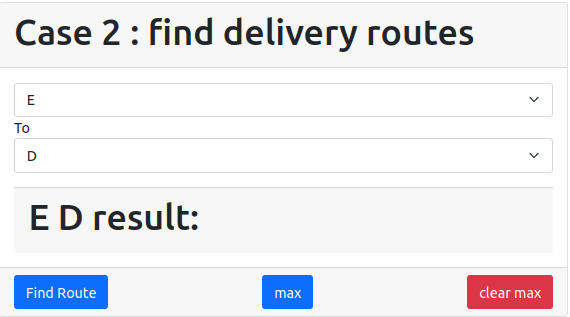 Case 2 : find delivery routes
E
To
D
E D result:
Find Route max clear max